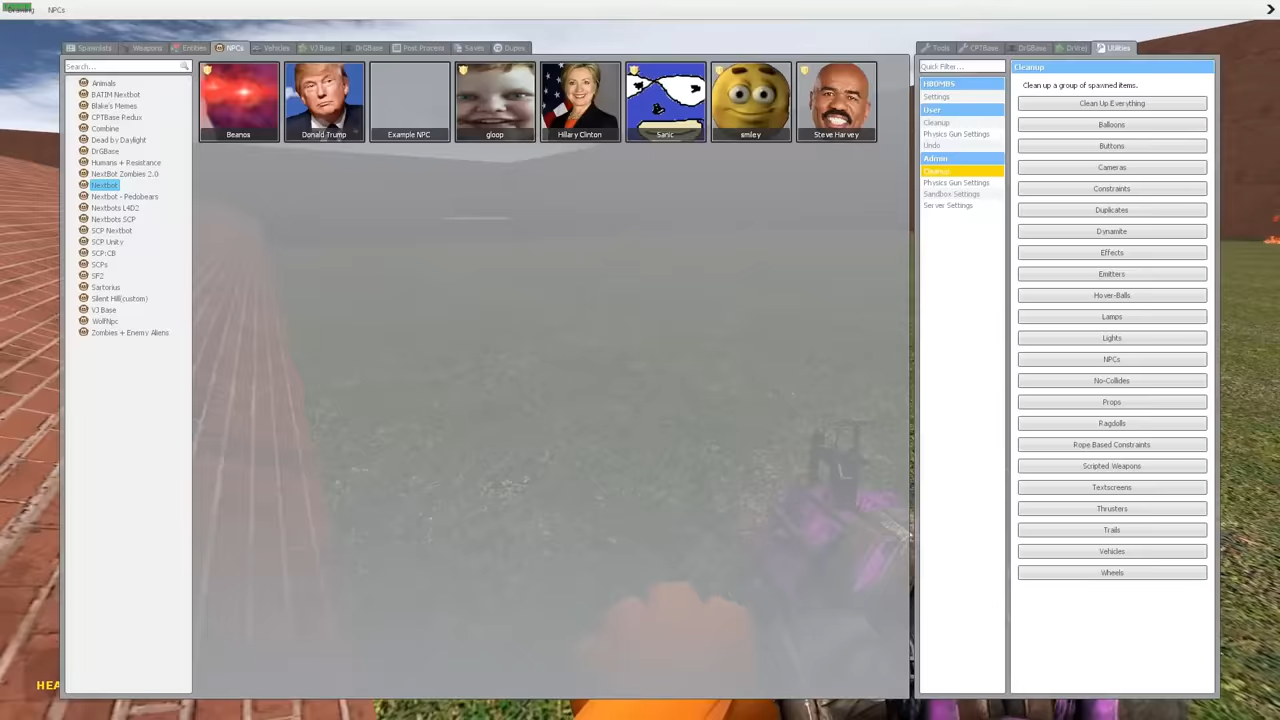 Drawing NPCs
Spawnlists Weapons Entities NPCs Vehicles VJ Base DrGBase Post Process Saves Dupes
Search...
Animals
BATIM Nextbot
Blake's Memes
CPTBase Redux
Combine
Dead by Daylight
DrGBase
Humans + Resistance
NextBot Zombies 2.0
Nextbot
Nextbot - Pedobears
Nextbots L4D2
Nextbots SCP
SCP Nextbot
SCP Unity
SCP:CB
SCPs
SF2
Sartorius
Silent Hill(custom)
VJ Base
WolfNpc
Zombies + Enemy Aliens
Beanos
Donald Trump
Example NPC
gloop
Hillary Clinton
Sanic
smiley
Steve Harvey
HEA
Tools CPTBase DrGBase DrVrej Utilities
Quick Filter...
HBOMBS
Settings
User
Cleanup
Physics Gun Settings
Undo
Admin
Cleanup
Physics Gun Settings
Sandbox Settings
Server Settings
Cleanup
Clean up a group of spawned items.
Clean Up Everything
Balloons
Buttons
Cameras
Constraints
Duplicates
Dynamite
Effects
Emitters
Hover-Balls
Lamps
Lights
NPCs
No-Collides
Props
Ragdolls
Rope Based Constraints
Scripted Weapons
Textscreens
Thrusters
Trails
Vehicles
Wheels